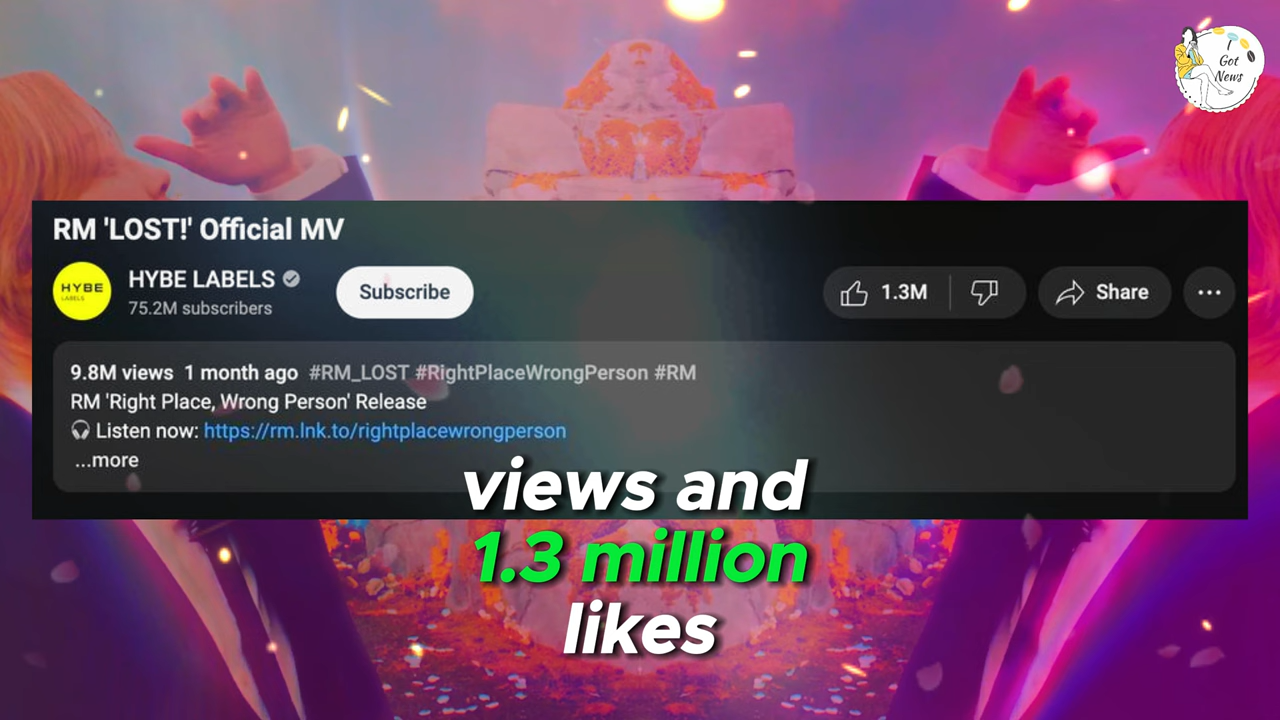 I
Got
News
RM 'LOST!' Official MV
HYBE
LABELS
HYBE LABELS
75.2M subscribers
Subscribe
1.3M
Share
9.8M views 1 month ago #RM_LOST #RightPlaceWrongPerson #RM
RM 'Right Place, Wrong Person' Release
🎧 Listen now: https://rm.lnk.to/rightplacewrongperson
...more
views and
1.3 million
likes